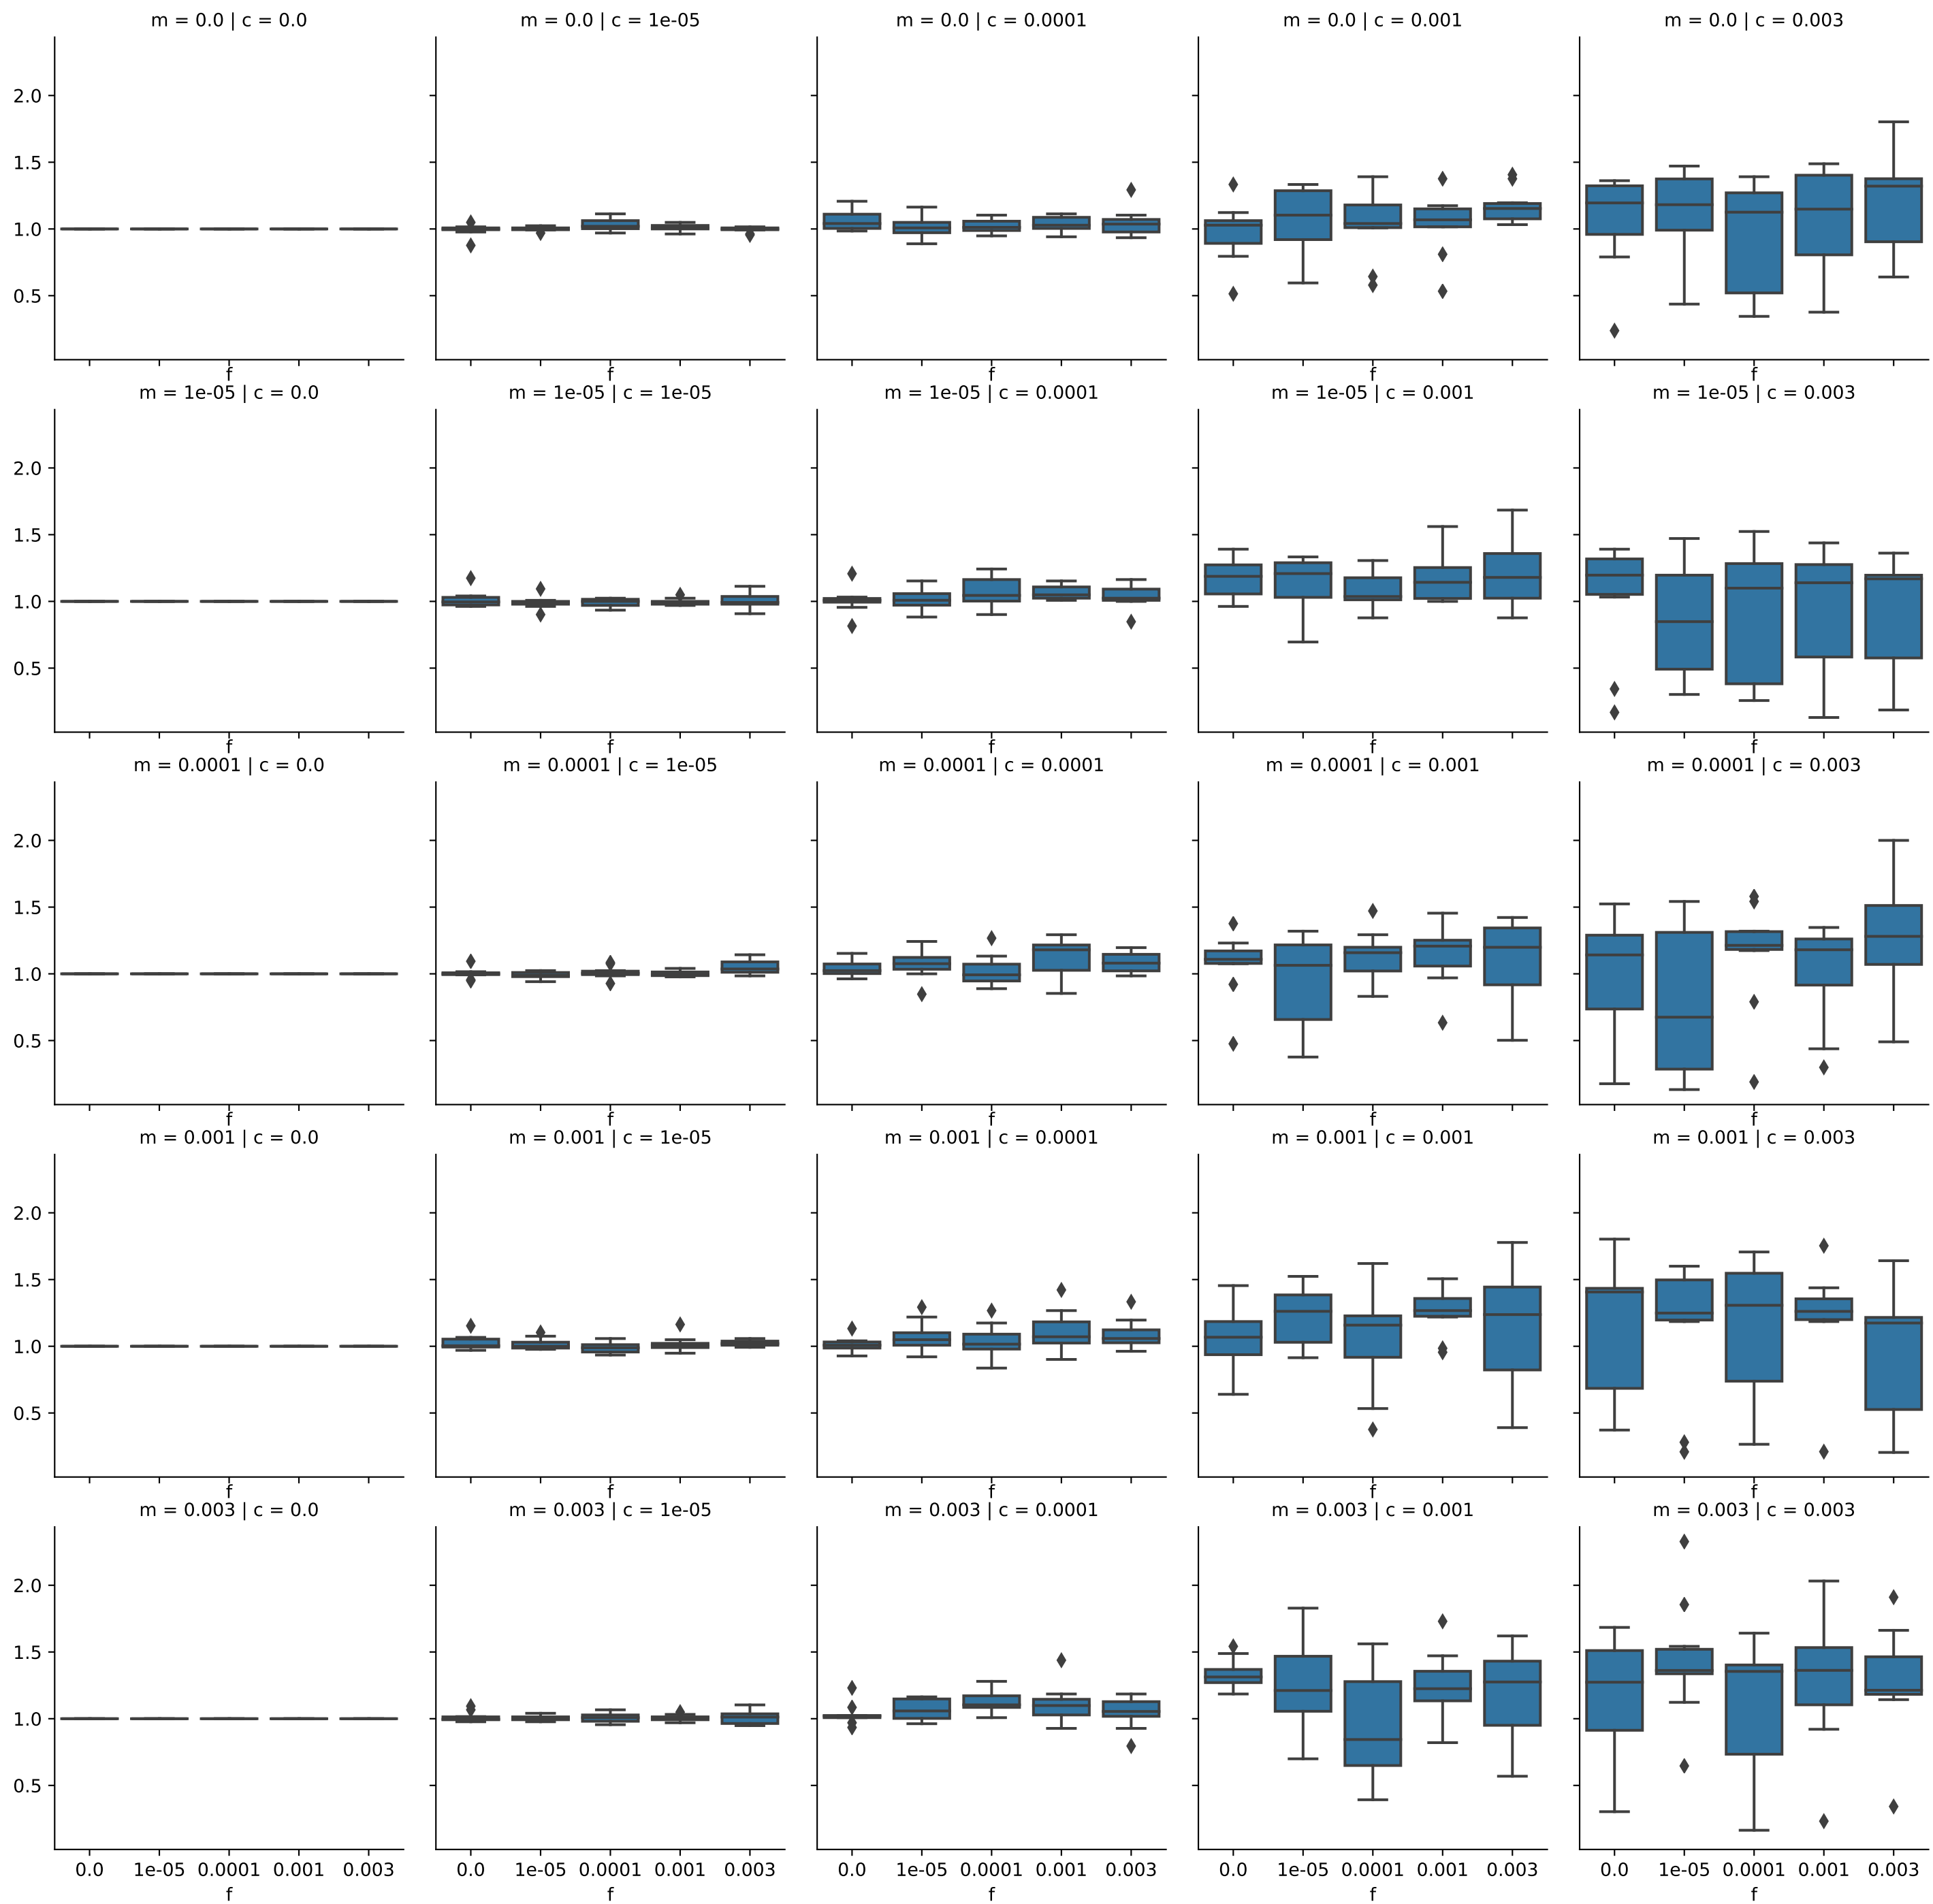 m = 0.0 | c = 0.0 m = 0.0 | c = 1e-05 m = 0.0 | c = 0.0001 m = 0.0 | c = 0.001 m = 0.0 | c = 0.003
2.0
1.5
1.0
0.5
f f f f f
m = 1e-05 | c = 0.0 m = 1e-05 | c = 1e-05 m = 1e-05 | c = 0.0001 m = 1e-05 | c = 0.001 m = 1e-05 | c = 0.003
2.0
1.5
1.0
0.5
f f f f f
m = 0.0001 | c = 0.0 m = 0.0001 | c = 1e-05 m = 0.0001 | c = 0.0001 m = 0.0001 | c = 0.001 m = 0.0001 | c = 0.003
2.0
1.5
1.0
0.5
f f f f f
m = 0.001 | c = 0.0 m = 0.001 | c = 1e-05 m = 0.001 | c = 0.0001 m = 0.001 | c = 0.001 m = 0.001 | c = 0.003
2.0
1.5
1.0
0.5
f f f f f
m = 0.003 | c = 0.0 m = 0.003 | c = 1e-05 m = 0.003 | c = 0.0001 m = 0.003 | c = 0.001 m = 0.003 | c = 0.003
2.0
1.5
1.0
0.5
0.0 1e-05 0.0001 0.001 0.003 0.0 1e-05 0.0001 0.001 0.003 0.0 1e-05 0.0001 0.001 0.003 0.0 1e-05 0.0001 0.001 0.003 0.0 1e-05 0.0001 0.001 0.003
f f f f f